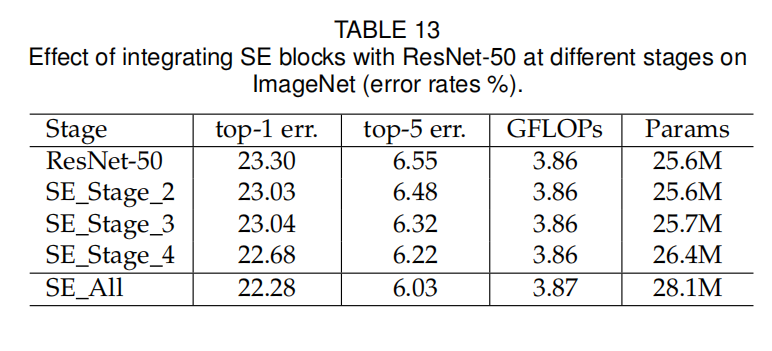 TABLE 13
Effect of integrating SE blocks with ResNet-50 at different stages on
ImageNet (error rates %).
Stage top-1 err. top-5 err. GFLOPs Params
ResNet-50 23.30 6.55 3.86 25.6M
SE_Stage_2 23.03 6.48 3.86 25.6M
SE_Stage_3 23.04 6.32 3.86 25.7M
SE_Stage_4 22.68 6.22 3.86 26.4M
SE_All 22.28 6.03 3.87 28.1M